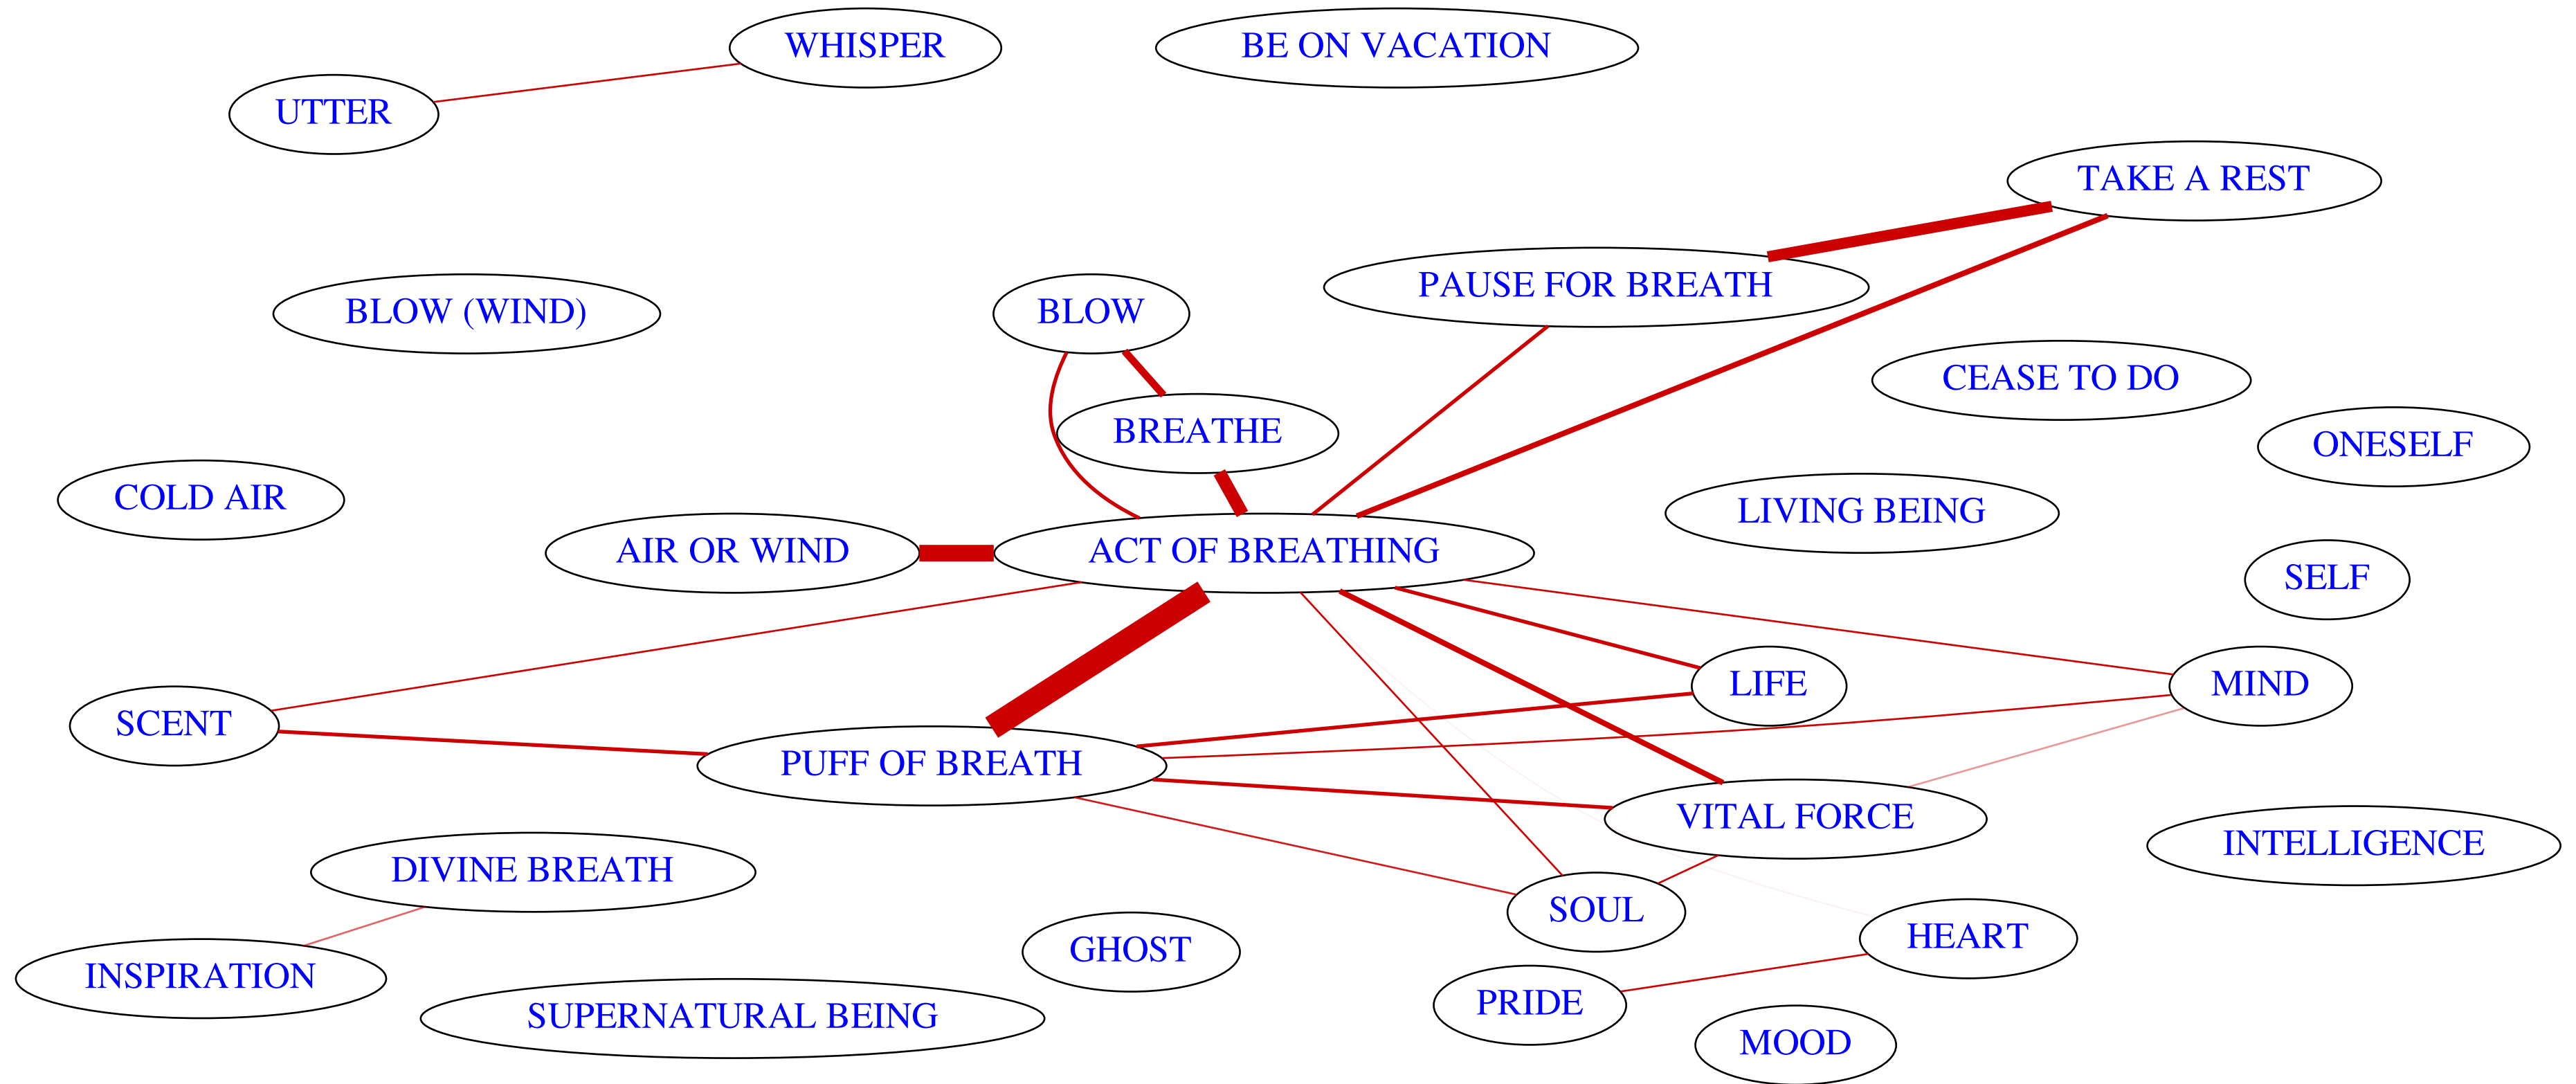 WHISPER
BE ON VACATION
UTTER
TAKE A REST
PAUSE FOR BREATH
BLOW (WIND)
BLOW
CEASE TO DO
BREATHE
ONESELF
COLD AIR
LIVING BEING
AIR OR WIND
ACT OF BREATHING
SELF
LIFE
MIND
SCENT
PUFF OF BREATH
VITAL FORCE
INTELLIGENCE
DIVINE BREATH
SOUL
HEART
GHOST
INSPIRATION
PRIDE
SUPERNATURAL BEING
MOOD